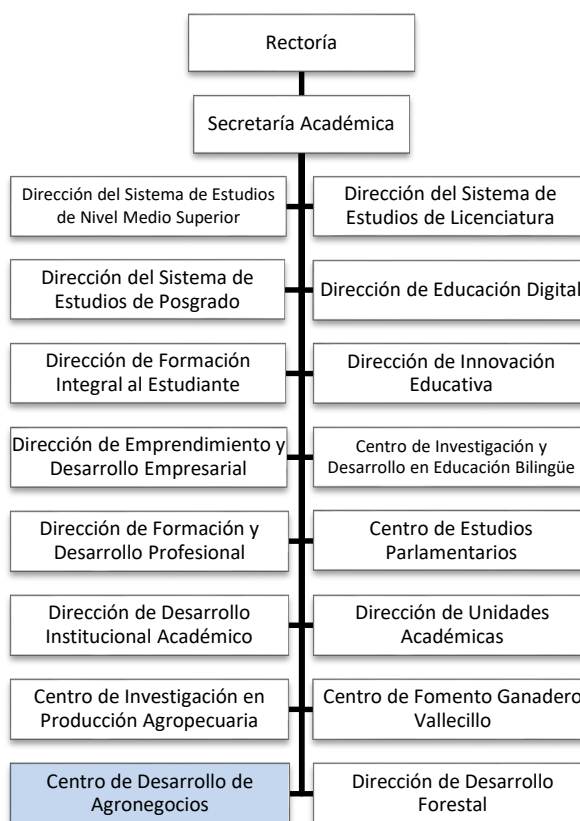 Rectoría
Secretaría Académica
Dirección del Sistema de Estudios
de Nivel Medio Superior
Dirección del Sistema de
Estudios de Licenciatura
Dirección del Sistema de
Estudios de Posgrado
Dirección de Educación Digital
Dirección de Formación
Integral al Estudiante
Dirección de Innovación
Educativa
Dirección de Emprendimiento y
Desarrollo Empresarial
Centro de Investigación y
Desarrollo en Educación Bilingüe
Dirección de Formación y
Desarrollo Profesional
Centro de Estudios
Parlamentarios
Dirección de Desarrollo
Institucional Académico
Dirección de Unidades
Académicas
Centro de Investigación en
Producción Agropecuaria
Centro de Fomento Ganadero
Vallecillo
Centro de Desarrollo de
Agronegocios
Dirección de Desarrollo
Forestal